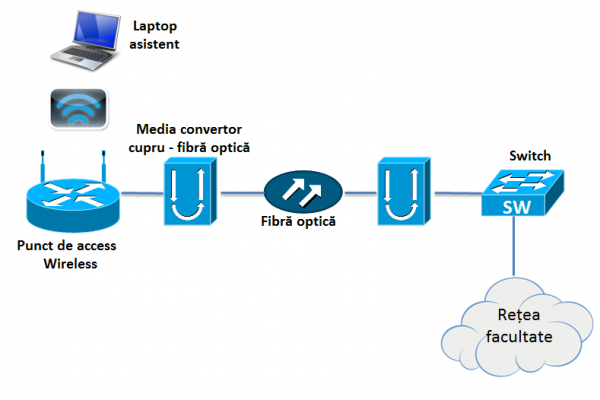 Laptop
asistent
Media convertor
cupru - fibră optică
Switch
SW
Fibră optică
Punct de access
Wireless
Rețea
facultate